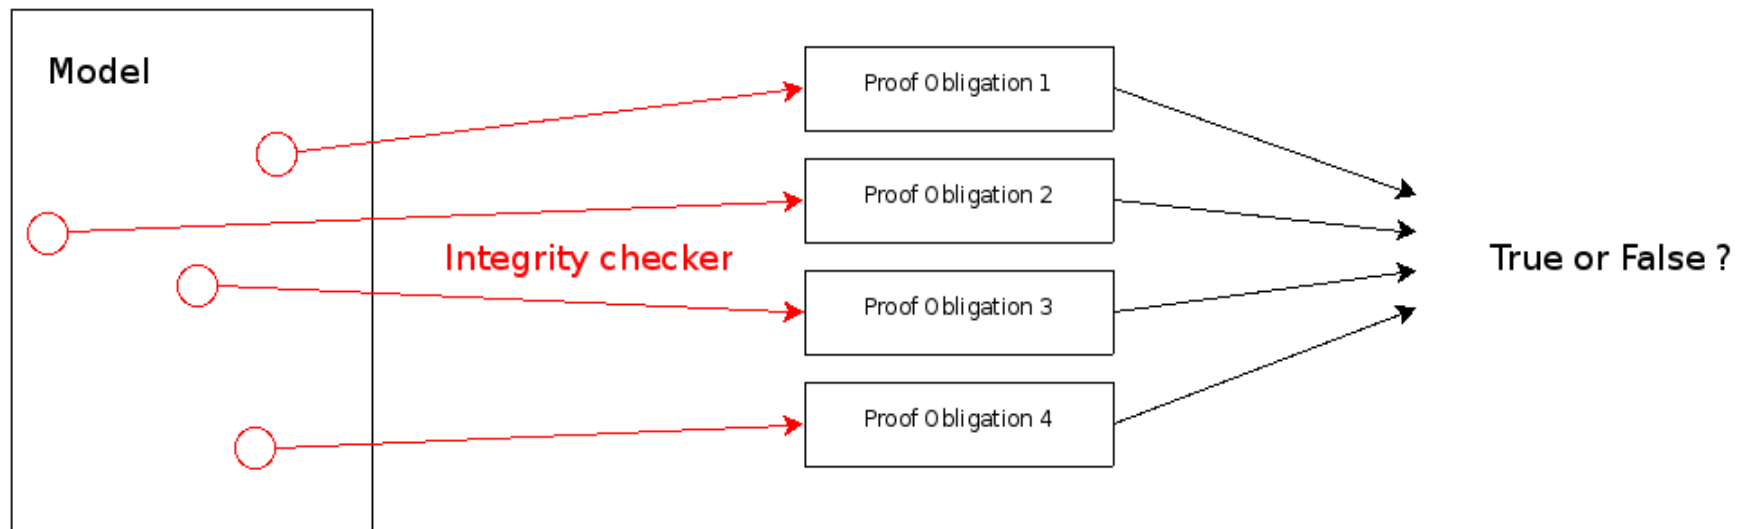 Model
Proof Obligation 1
Proof Obligation 2
Integrity checker
True or False ?
Proof Obligation 3
Proof Obligation 4